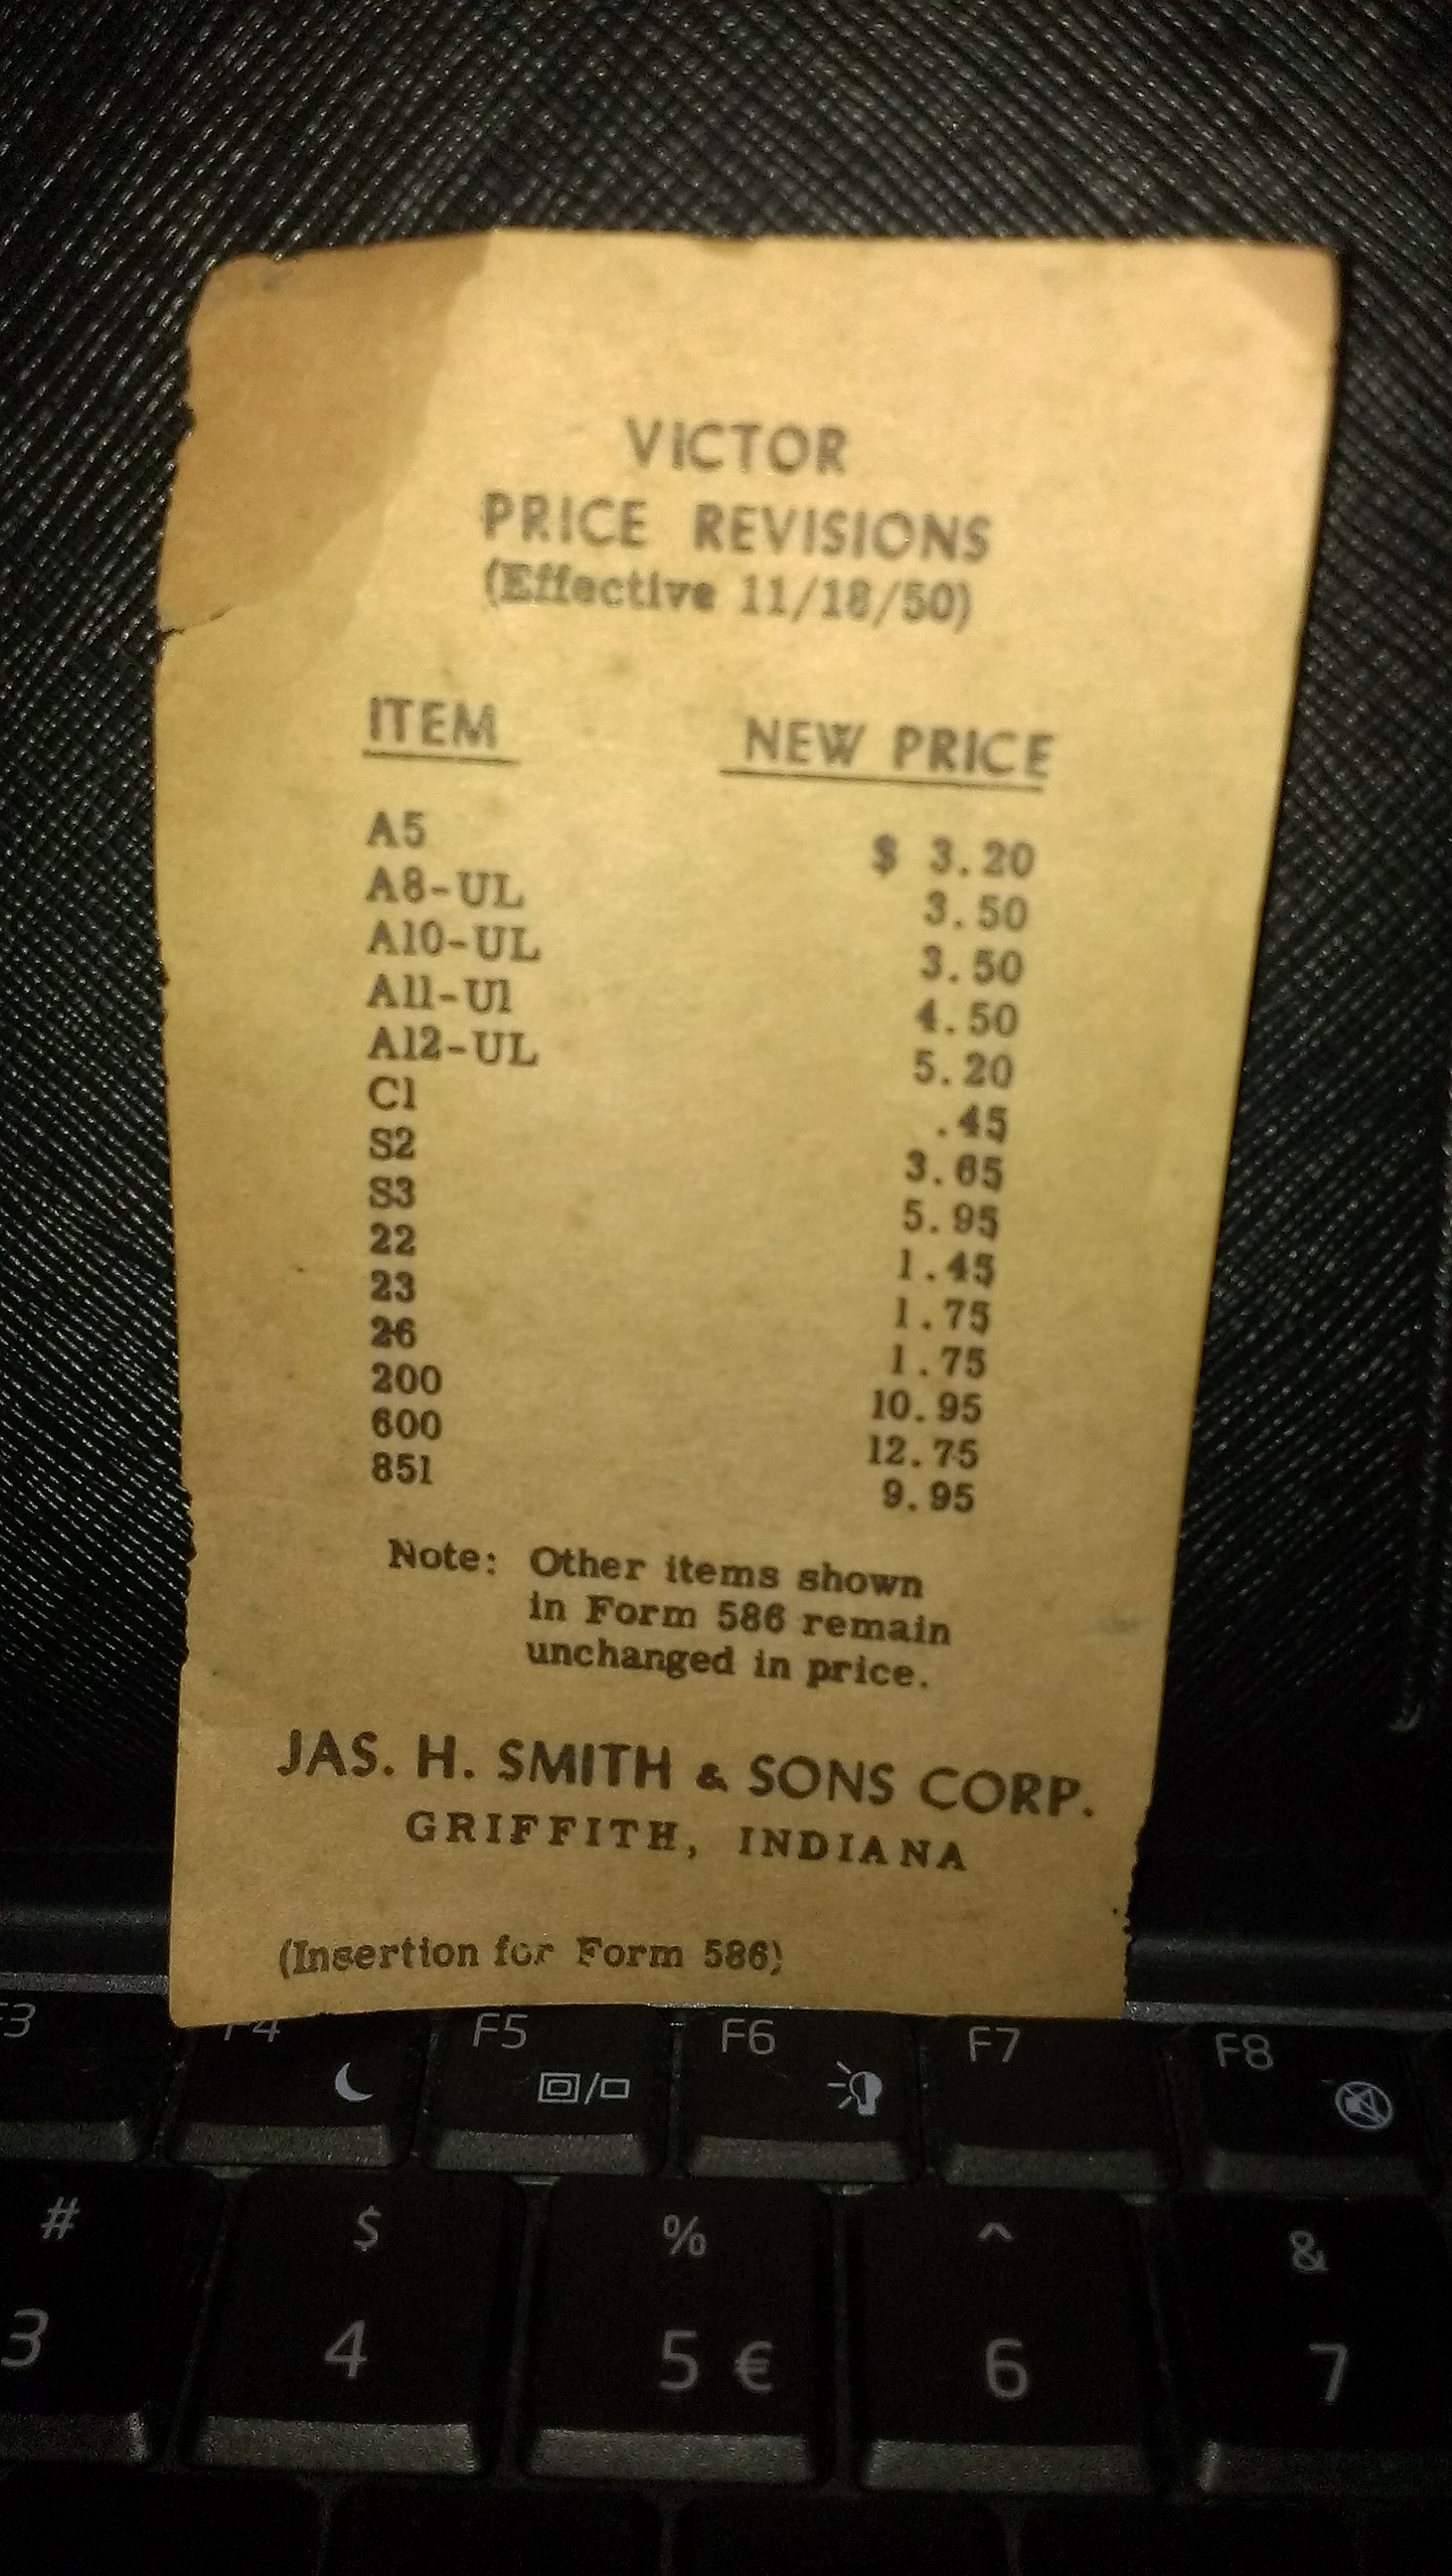 VICTOR
PRICE REVISIONS
(Effective 11/18/50)
ITEM NEW PRICE
A5 $ 3.20
A8-UL 3.50
A10-UL 3.50
A11-Ul 4.50
A12-UL 5.20
C1 .45
S2 3.65
S3 5.95
22 1.45
23 1.75
26 1.75
200 10.95
600 12.75
851 9.95
Note: Other items shown
in Form 586 remain
unchanged in price.
JAS. H. SMITH & SONS CORP.
GRIFFITH, INDIANA
(Insertion for Form 586)
F3 F4 F5 F6 F7 F8
# $ % ^ &
3 4 5 € 6 7